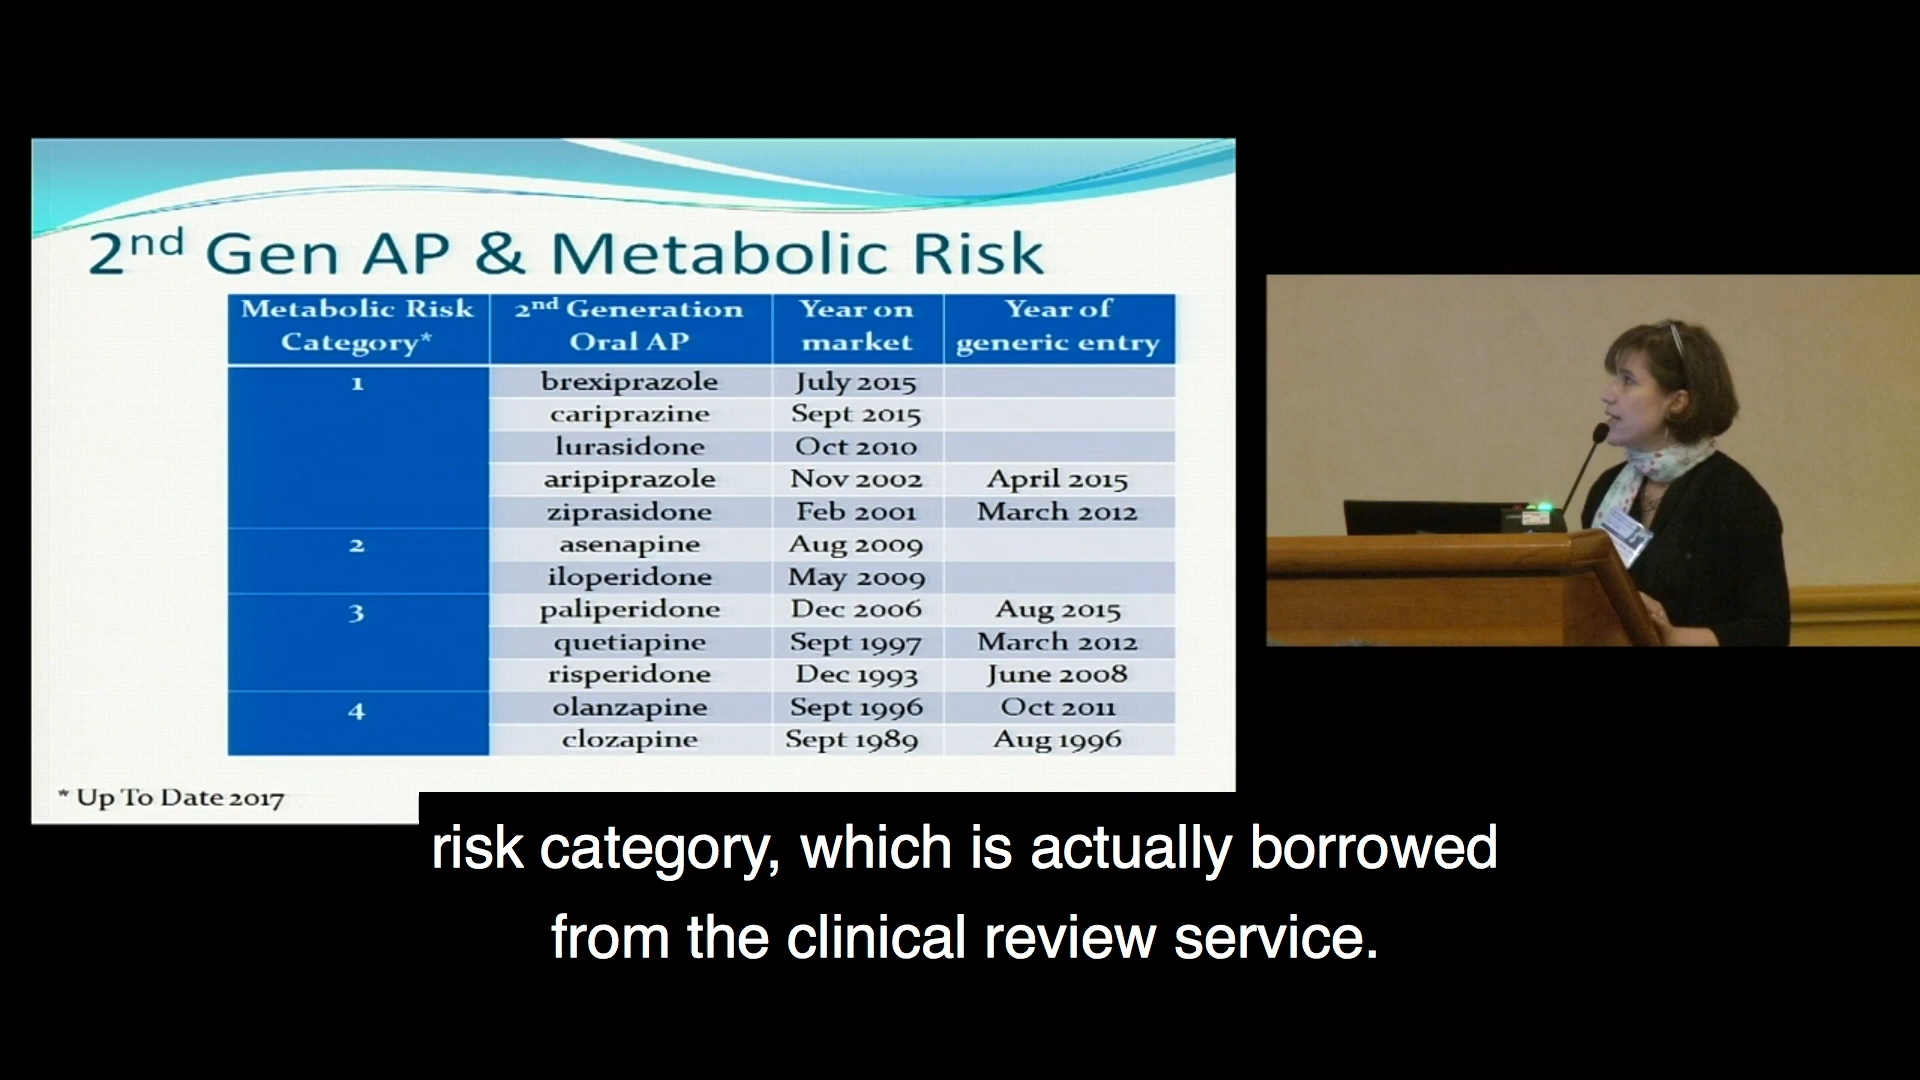 2nd Gen AP & Metabolic Risk
Metabolic Risk Category* 2nd Generation Oral AP Year on market Year of generic entry
1 brexiprazole July 2015
cariprazine Sept 2015
lurasidone Oct 2010
aripiprazole Nov 2002 April 2015
ziprasidone Feb 2001 March 2012
2 asenapine Aug 2009
iloperidone May 2009
3 paliperidone Dec 2006 Aug 2015
quetiapine Sept 1997 March 2012
risperidone Dec 1993 June 2008
4 olanzapine Sept 1996 Oct 2011
clozapine Sept 1989 Aug 1996
* Up To Date 2017
risk category, which is actually borrowed
from the clinical review service.